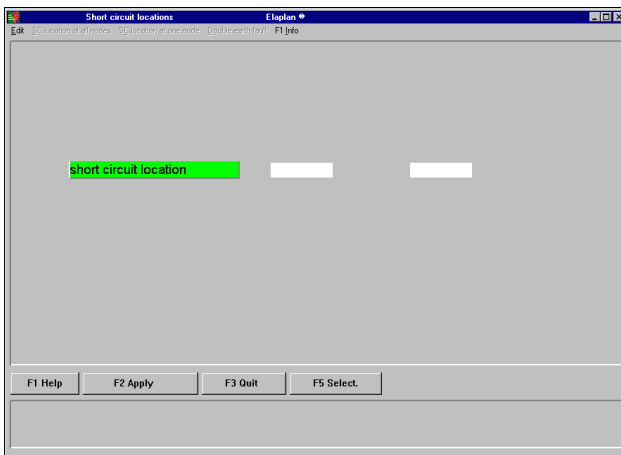 Short circuit locations Elaplan
Edit SC location at all nodes SC location at one node Double earth fault F1 Info
short circuit location
F1 Help F2 Apply F3 Quit F5 Select.